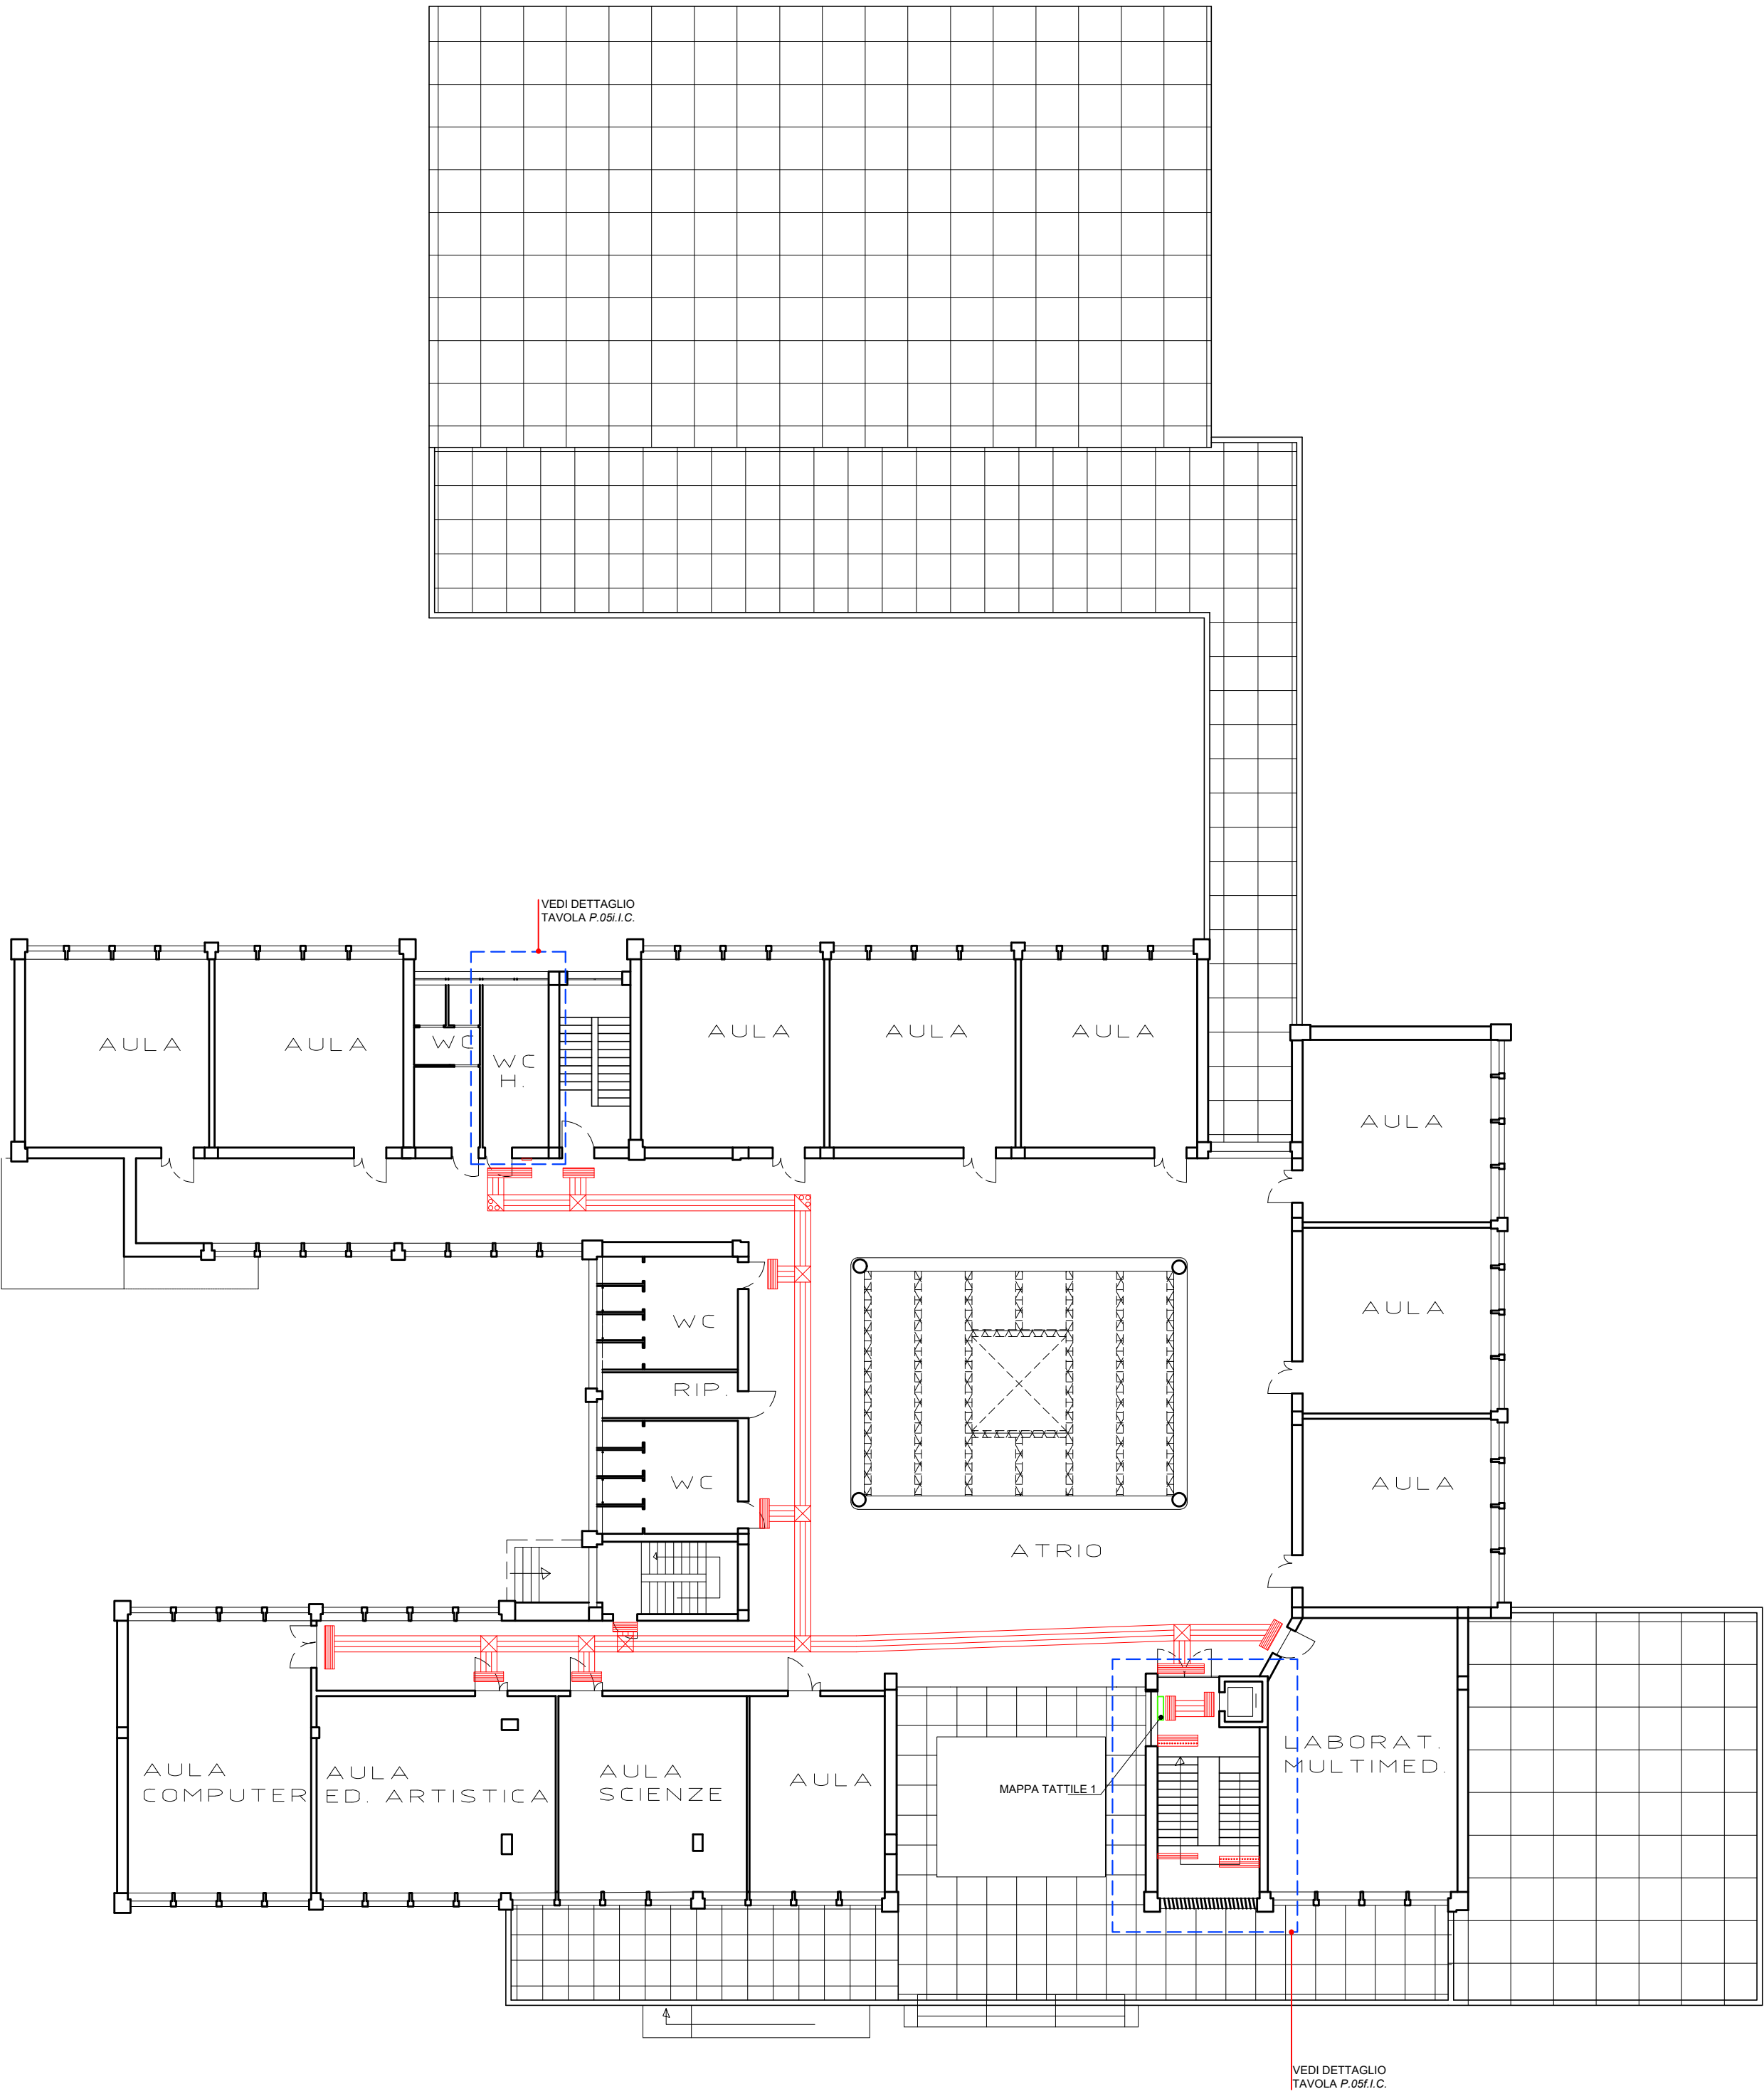 VEDI DETTAGLIO
TAVOLA P.05i.I.C.
AULA
AULA
WC
WC
H.
AULA
AULA
AULA
AULA
AULA
WC
RIP.
WC
AULA
ATRIO
LABORAT.
MULTIMED.
AULA
COMPUTER
AULA
ED. ARTISTICA
AULA
SCIENZE
AULA
MAPPA TATTILE 1
VEDI DETTAGLIO
TAVOLA P.05f.I.C.